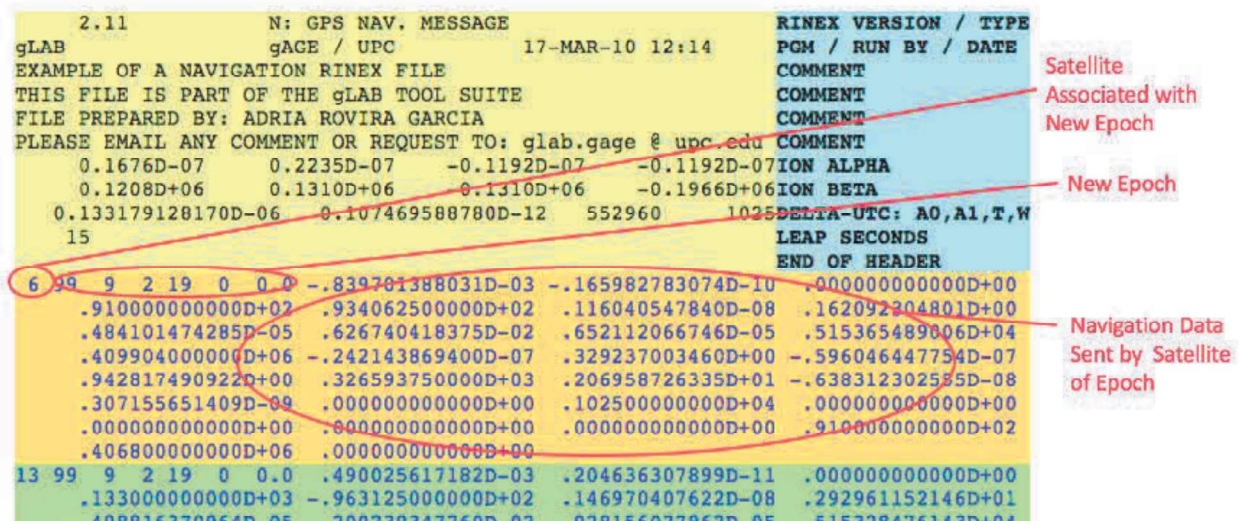 2.11 N: GPS NAV. MESSAGE RINEX VERSION / TYPE
gLAB gAGE / UPC 17-MAR-10 12:14 PGM / RUN BY / DATE
EXAMPLE OF A NAVIGATION RINEX FILE COMMENT
THIS FILE IS PART OF THE gLAB TOOL SUITE COMMENT
FILE PREPARED BY: ADRIA ROVIRA GARCIA COMMENT
PLEASE EMAIL ANY COMMENT OR REQUEST TO: glab.gage @ upc.edu COMMENT
0.1676D-07 0.2235D-07 -0.1192D-07 -0.1192D-07ION ALPHA
0.1208D+06 0.1310D+06 -0.1310D+06 -0.1966D+06ION BETA
0.133179128170D-06 0.107469588780D-12 552960 1025DELTA-UTC: A0,A1,T,W
15 LEAP SECONDS
END OF HEADER
6 99 9 2 19 0 0.0 -.839701388031D-03 -.165982783074D-10 .000000000000D+00
.910000000000D+02 .934062500000D+02 .116040547840D-08 .162092304801D+00
.484101474285D-05 .626740418375D-02 .652112066746D-05 .515365489006D+04
.409904000000D+06 -.242143869400D-07 .329237003460D+00 -.596046447754D-07
.942817490922D+00 .326593750000D+03 .206958726335D+01 -.638312302555D-08
.307155651409D-09 .000000000000D+00 .102500000000D+04 .000000000000D+00
.000000000000D+00 .000000000000D+00 .000000000000D+00 .910000000000D+02
.406800000000D+06 .000000000000D+00
13 99 9 2 19 0 0.0 .490025617182D-03 .204636307899D-11 .000000000000D+00
.133000000000D+03 -.963125000000D+02 .146970407622D-08 .292961152146D+01
Satellite
Associated with
New Epoch
New Epoch
Navigation Data
Sent by Satellite
of Epoch